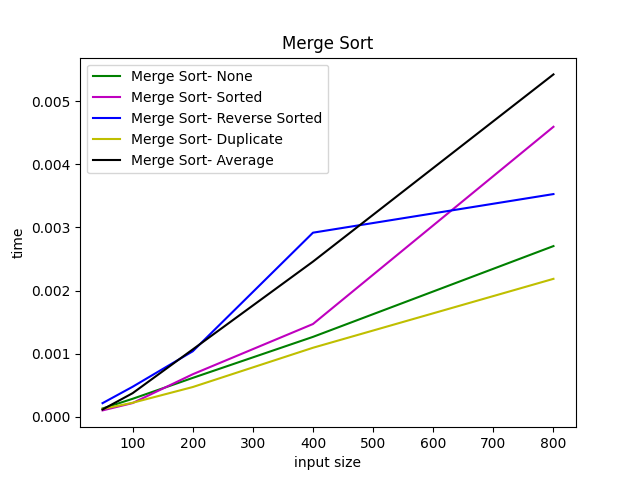 Merge Sort
Merge Sort- None
Merge Sort- Sorted
Merge Sort- Reverse Sorted
Merge Sort- Duplicate
Merge Sort- Average
0.005
0.004
0.003
0.002
0.001
0.000
time
100 200 300 400 500 600 700 800
input size